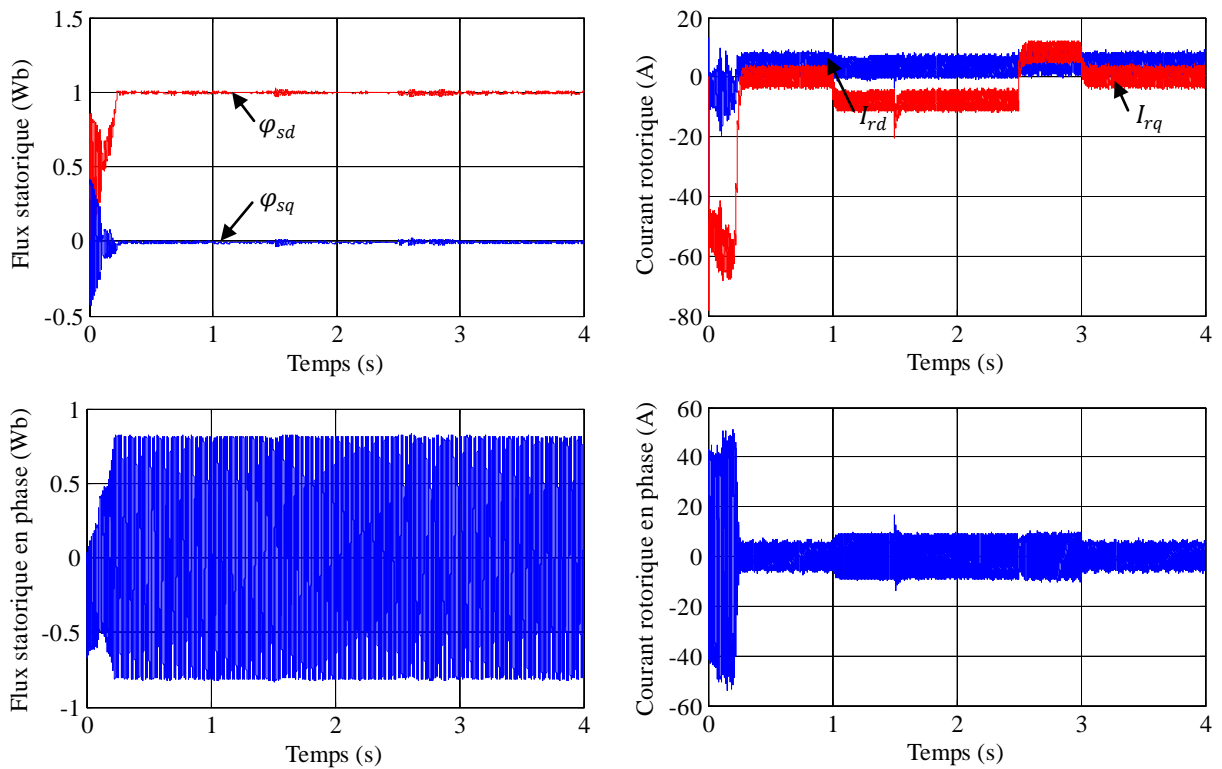 Flux statorique (Wb)
1.5
1
0.5
0
-0.5
φsd
φsq
0 1 2 3 4
Temps (s)
Courant rotorique (A)
20
0
-20
-40
-60
-80
Ird
Irq
0 1 2 3 4
Temps (s)
Flux statorique en phase (Wb)
1
0.5
0
-0.5
-1
0 1 2 3 4
Temps (s)
Courant rotorique en phase (A)
60
40
20
0
-20
-40
-60
0 1 2 3 4
Temps (s)